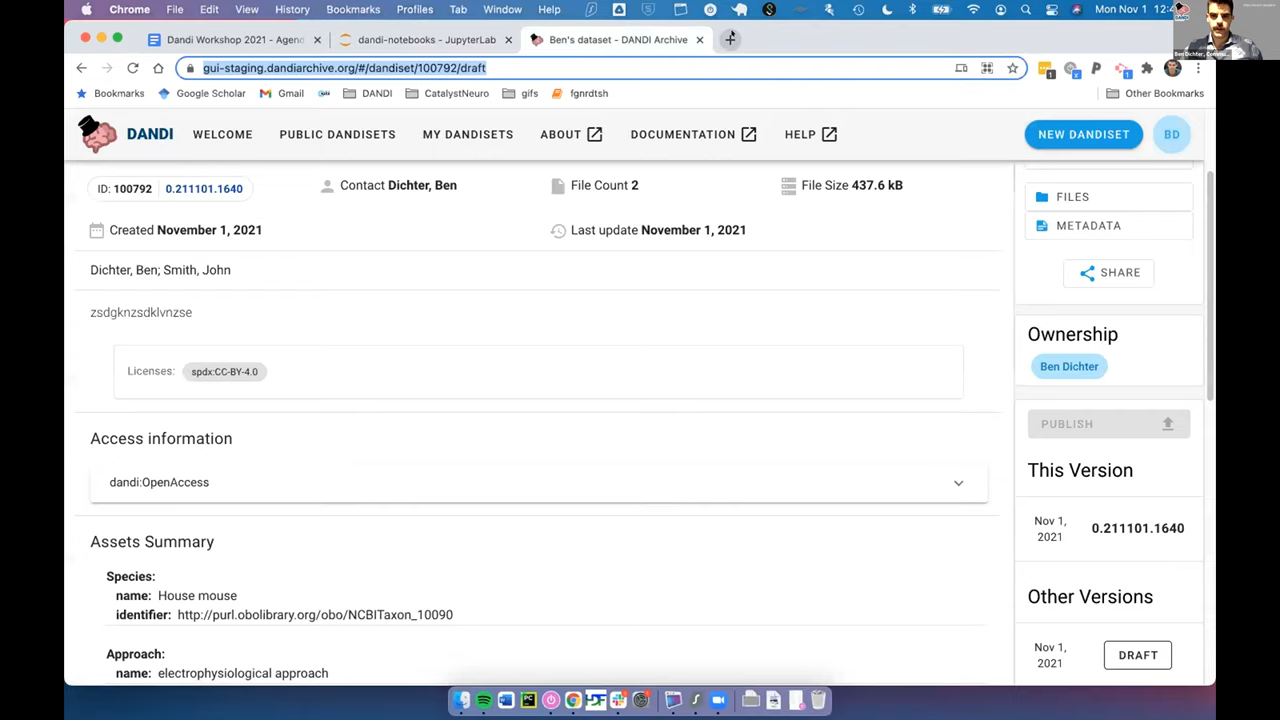 Chrome File Edit View History Bookmarks Profiles Tab Window Help Mon Nov 1 12:4
Dandi Workshop 2021 - Agend dandi-notebooks - JupyterLab Ben's dataset - DANDI Archive
gui-staging.dandiarchive.org/#/dandiset/100792/draft
Bookmarks Google Scholar Gmail DANDI CatalystNeuro gifs fgnrdtsh Other Bookmarks
DANDI WELCOME PUBLIC DANDISETS MY DANDISETS ABOUT DOCUMENTATION HELP NEW DANDISET BD
ID: 100792 0.211101.1640 Contact Dichter, Ben File Count 2 File Size 437.6 kB
Created November 1, 2021 Last update November 1, 2021
Dichter, Ben; Smith, John
zsdgknzsdklvnzse
Licenses: spdx:CC-BY-4.0
Access information
dandi:OpenAccess
Assets Summary
Species:
name: House mouse
identifier: http://purl.obolibrary.org/obo/NCBITaxon_10090
Approach:
name: electrophysiological approach
FILES
METADATA
SHARE
Ownership
Ben Dichter
PUBLISH
This Version
Nov 1, 2021 0.211101.1640
Other Versions
Nov 1, 2021 DRAFT